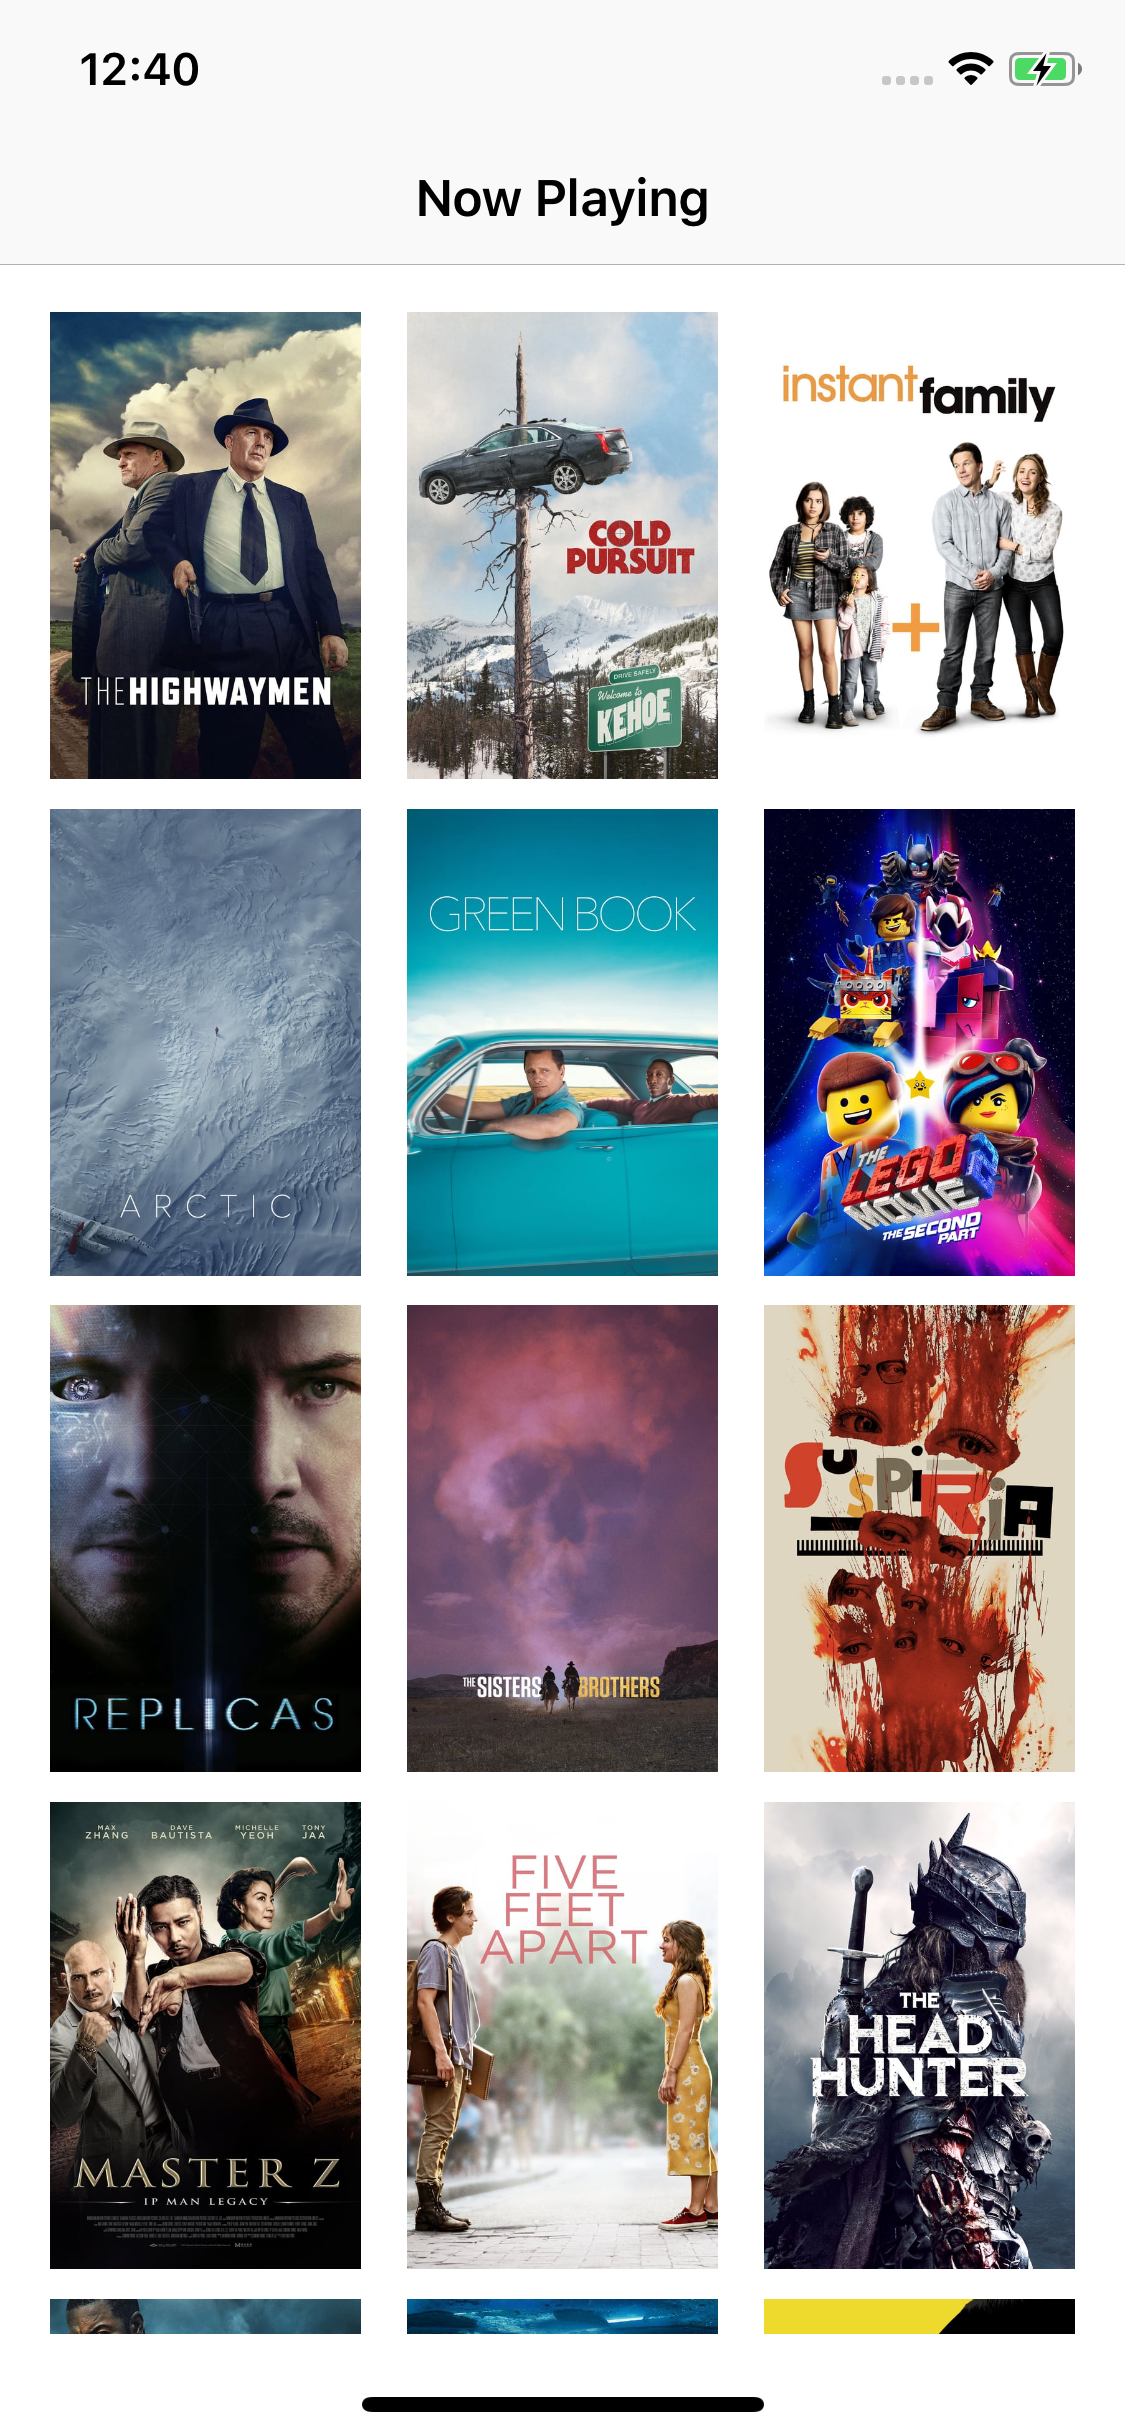 12:40
Now Playing
THE HIGHWAYMEN
COLD
PURSUIT
DRIVE SAFELY
Welcome to
KEHOE
instant family
ARCTIC
GREEN BOOK
THE
LEGO
MOVIE 2
THE SECOND
PART
REPLICAS
THE SISTERS BROTHERS
SUSPIRIA
MAX ZHANG
DAVE BAUTISTA
MICHELLE YEOH
TONY JAA
MASTER Z
IP MAN LEGACY
FIVE
FEET
APART
THE
HEAD
HUNTER